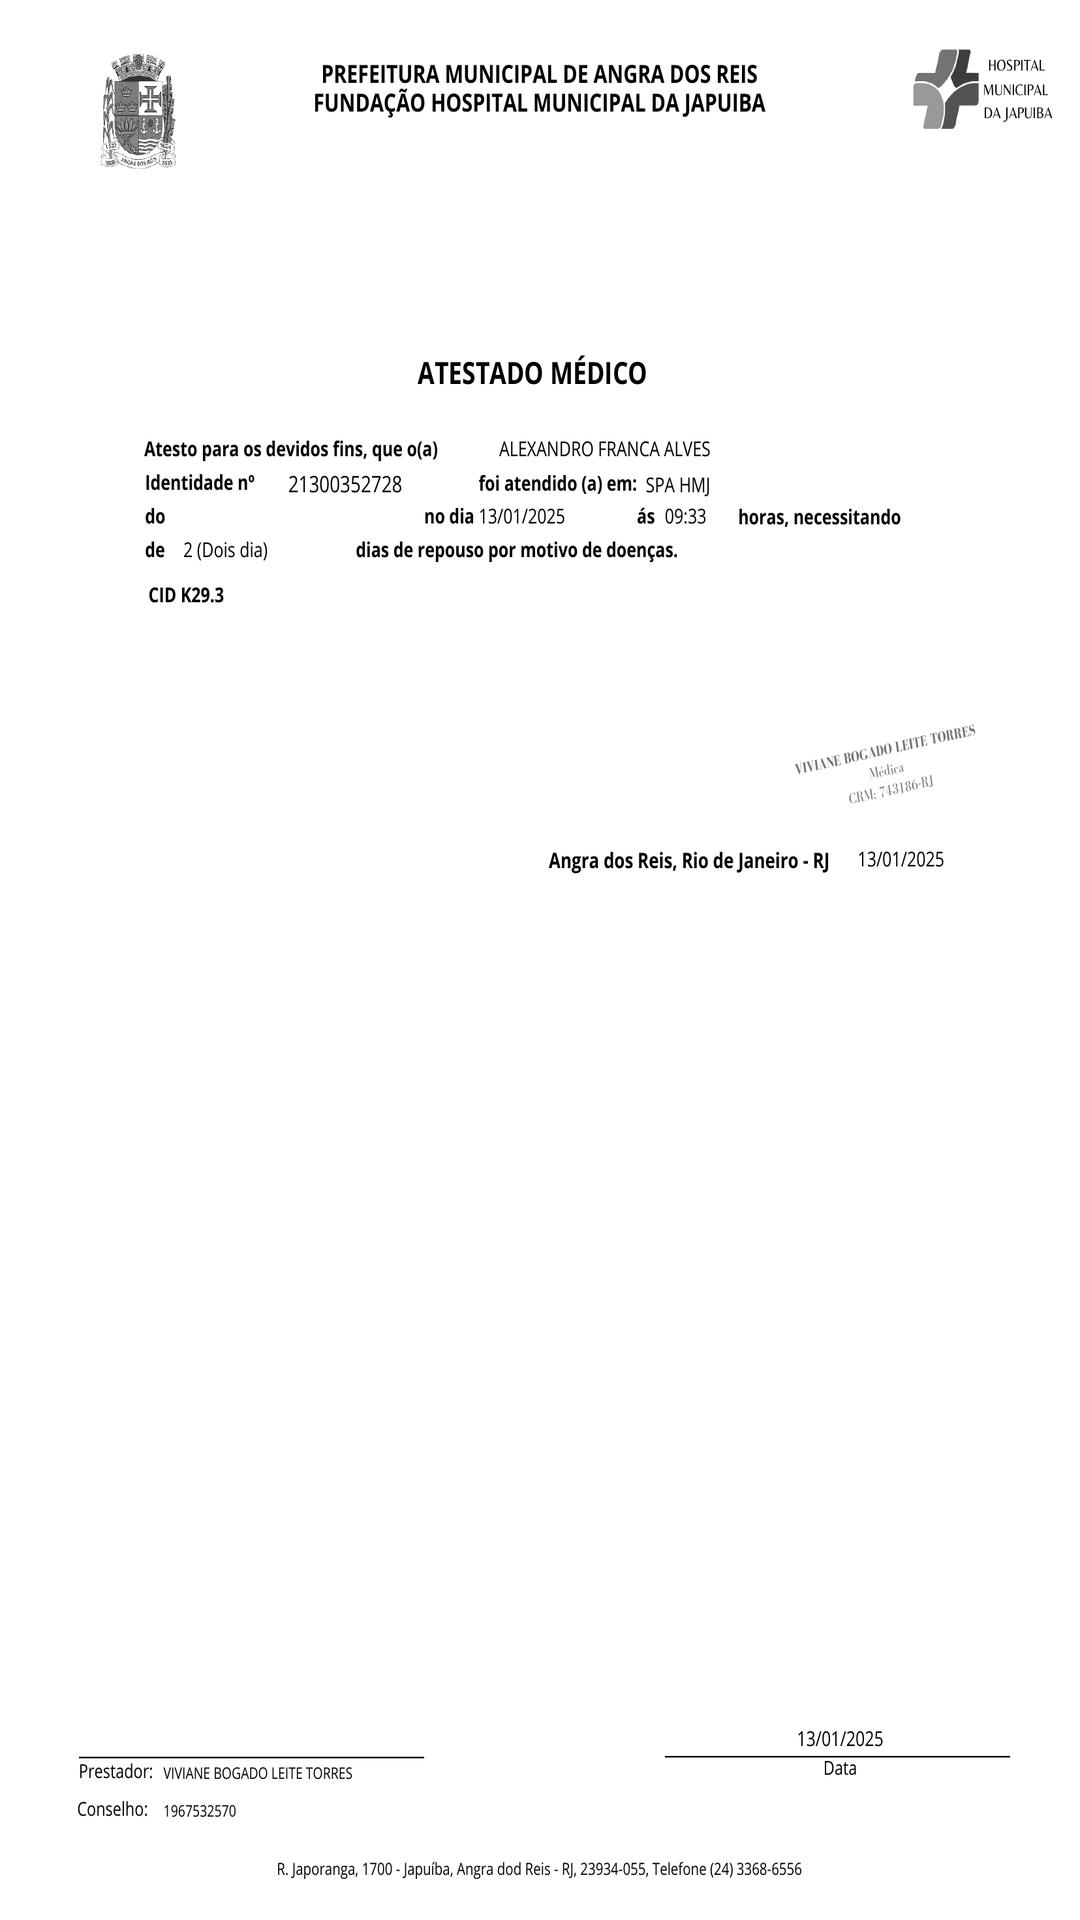 PREFEITURA MUNICIPAL DE ANGRA DOS REIS
FUNDAÇÃO HOSPITAL MUNICIPAL DA JAPUIBA
HOSPITAL
MUNICIPAL
DA JAPUIBA
ANGRA DOS REIS
ATESTADO MÉDICO
Atesto para os devidos fins, que o(a) ALEXANDRO FRANCA ALVES
Identidade nº 21300352728 foi atendido (a) em: SPA HMJ
do no dia 13/01/2025 ás 09:33 horas, necessitando
de 2 (Dois dia) dias de repouso por motivo de doenças.
CID K29.3
VIVIANE BOGADO LEITE TORRES
Médica
CRM: 743186-RJ
Angra dos Reis, Rio de Janeiro - RJ 13/01/2025
13/01/2025
Data
Prestador: VIVIANE BOGADO LEITE TORRES
Conselho: 1967532570
R. Japoranga, 1700 - Japuíba, Angra dod Reis - RJ, 23934-055, Telefone (24) 3368-6556